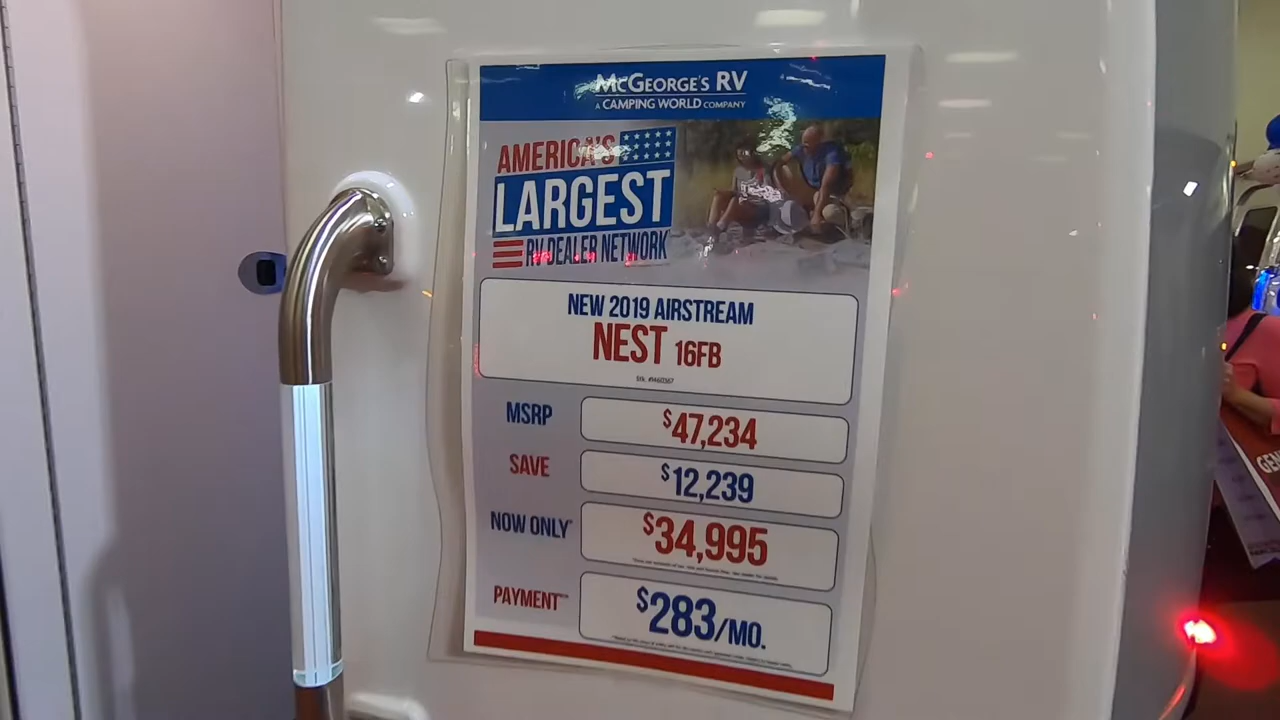 McGEORGE'S RV
A CAMPING WORLD COMPANY
AMERICA'S
LARGEST
RV DEALER NETWORK
NEW 2019 AIRSTREAM
NEST 16FB
MSRP $47,234
SAVE $12,239
NOW ONLY* $34,995
PAYMENT*** $283/MO.
GEM